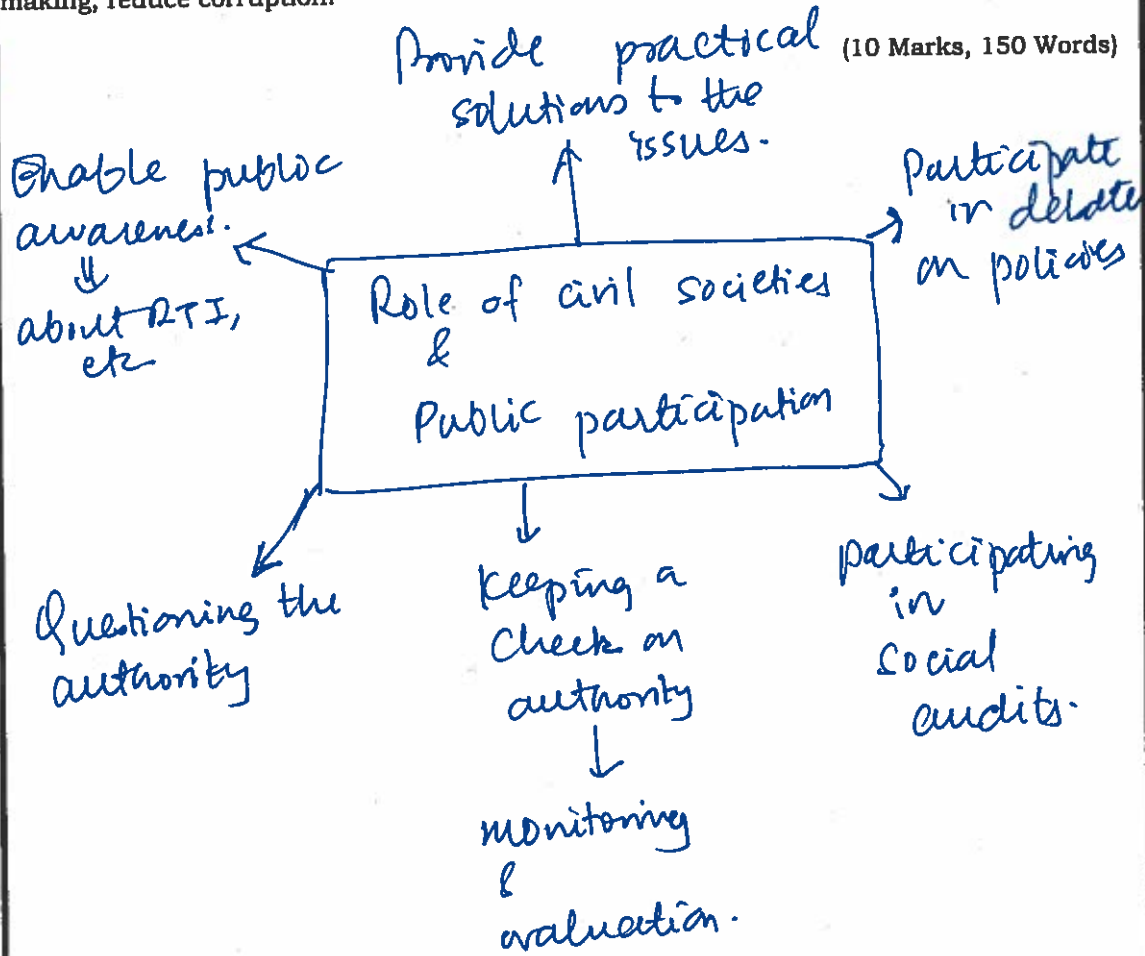 making, reduce corruption.
(10 Marks, 150 Words)
Provide practical
solutions to the
issues.
Enable public
awareness.
about RTI,
etc
Participate
in debate
on policies
Role of civil societies
&
Public participation
Questioning the
authority
Keeping a
check on
authority
monitoring
&
evaluation.
participating
in
social
audits.